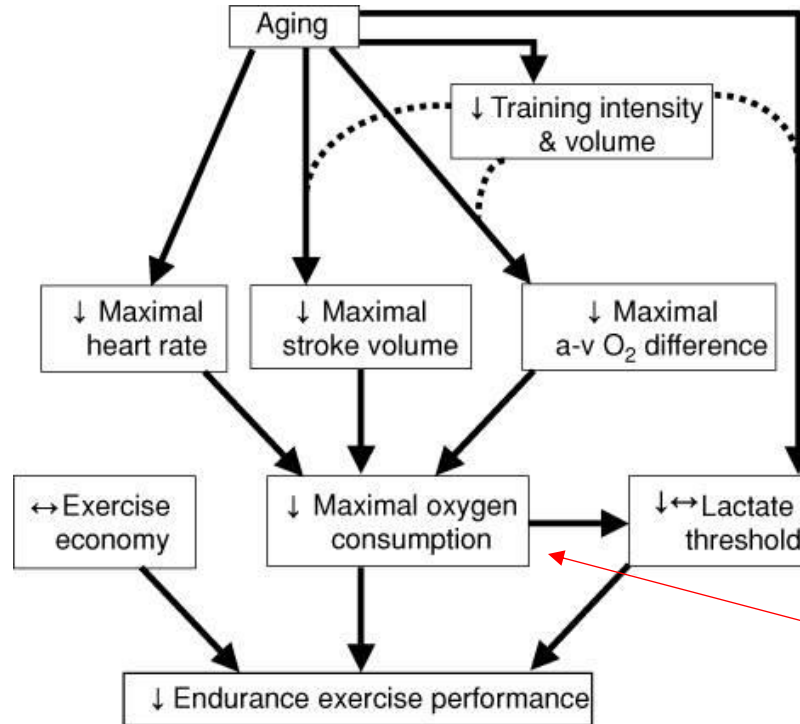 Aging
↓ Training intensity
& volume
↓ Maximal
heart rate
↓ Maximal
stroke volume
↓ Maximal
a-v O₂ difference
↔ Exercise
economy
↓ Maximal oxygen
consumption
↓↔ Lactate
threshold
↓ Endurance exercise performance